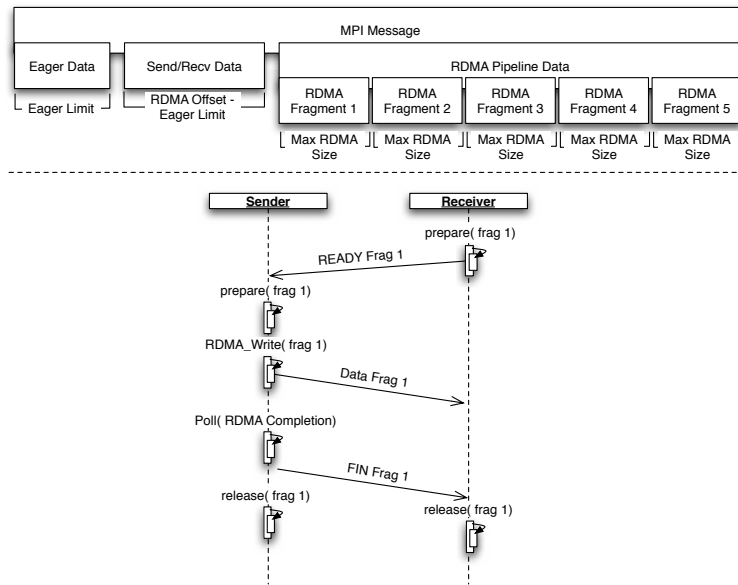 MPI Message
Eager Data
Send/Recv Data
RDMA Pipeline Data
RDMA
Fragment 1
RDMA
Fragment 2
RDMA
Fragment 3
RDMA
Fragment 4
RDMA
Fragment 5
Eager Limit
RDMA Offset -
Eager Limit
Max RDMA
Size
Max RDMA
Size
Max RDMA
Size
Max RDMA
Size
Max RDMA
Size
Sender
Receiver
prepare( frag 1)
READY Frag 1
prepare( frag 1)
RDMA_Write( frag 1)
Data Frag 1
Poll( RDMA Completion)
FIN Frag 1
release( frag 1)
release( frag 1)